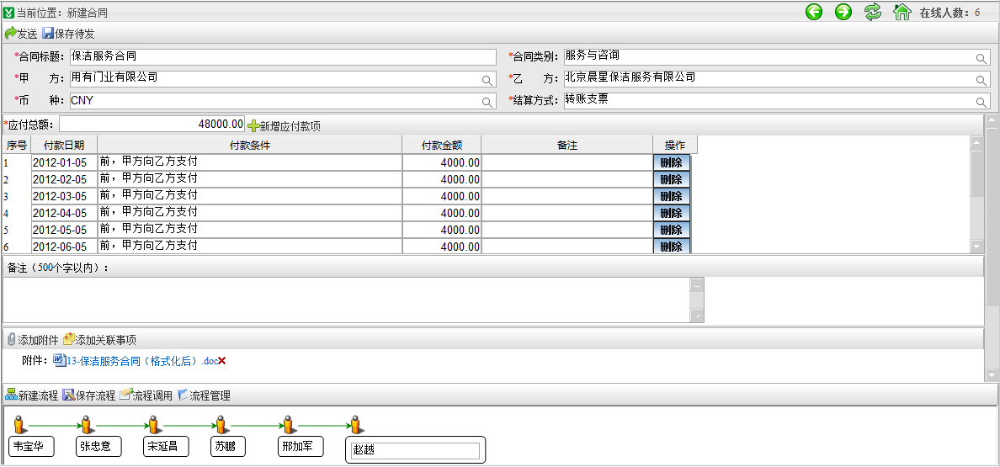 当前位置：新建合同 在线人数：6
发送 保存待发
*合同标题：保洁服务合同 *合同类别：服务与咨询
*甲 方：用有门业有限公司 *乙 方：北京晨星保洁服务有限公司
*币 种：CNY *结算方式：转账支票
*应付总额：48000.00 新增应付款项
序号 付款日期 付款条件 付款金额 备注 操作
1 2012-01-05 前，甲方向乙方支付 4000.00 删除
2 2012-02-05 前，甲方向乙方支付 4000.00 删除
3 2012-03-05 前，甲方向乙方支付 4000.00 删除
4 2012-04-05 前，甲方向乙方支付 4000.00 删除
5 2012-05-05 前，甲方向乙方支付 4000.00 删除
6 2012-06-05 前，甲方向乙方支付 4000.00 删除
备注（500个字以内）：
添加附件 添加关联事项
附件：13-保洁服务合同（格式化后）.doc
新建流程 保存流程 流程调用 流程管理
韦宝华 张忠意 宋延昌 苏鹏 邢加军 赵越